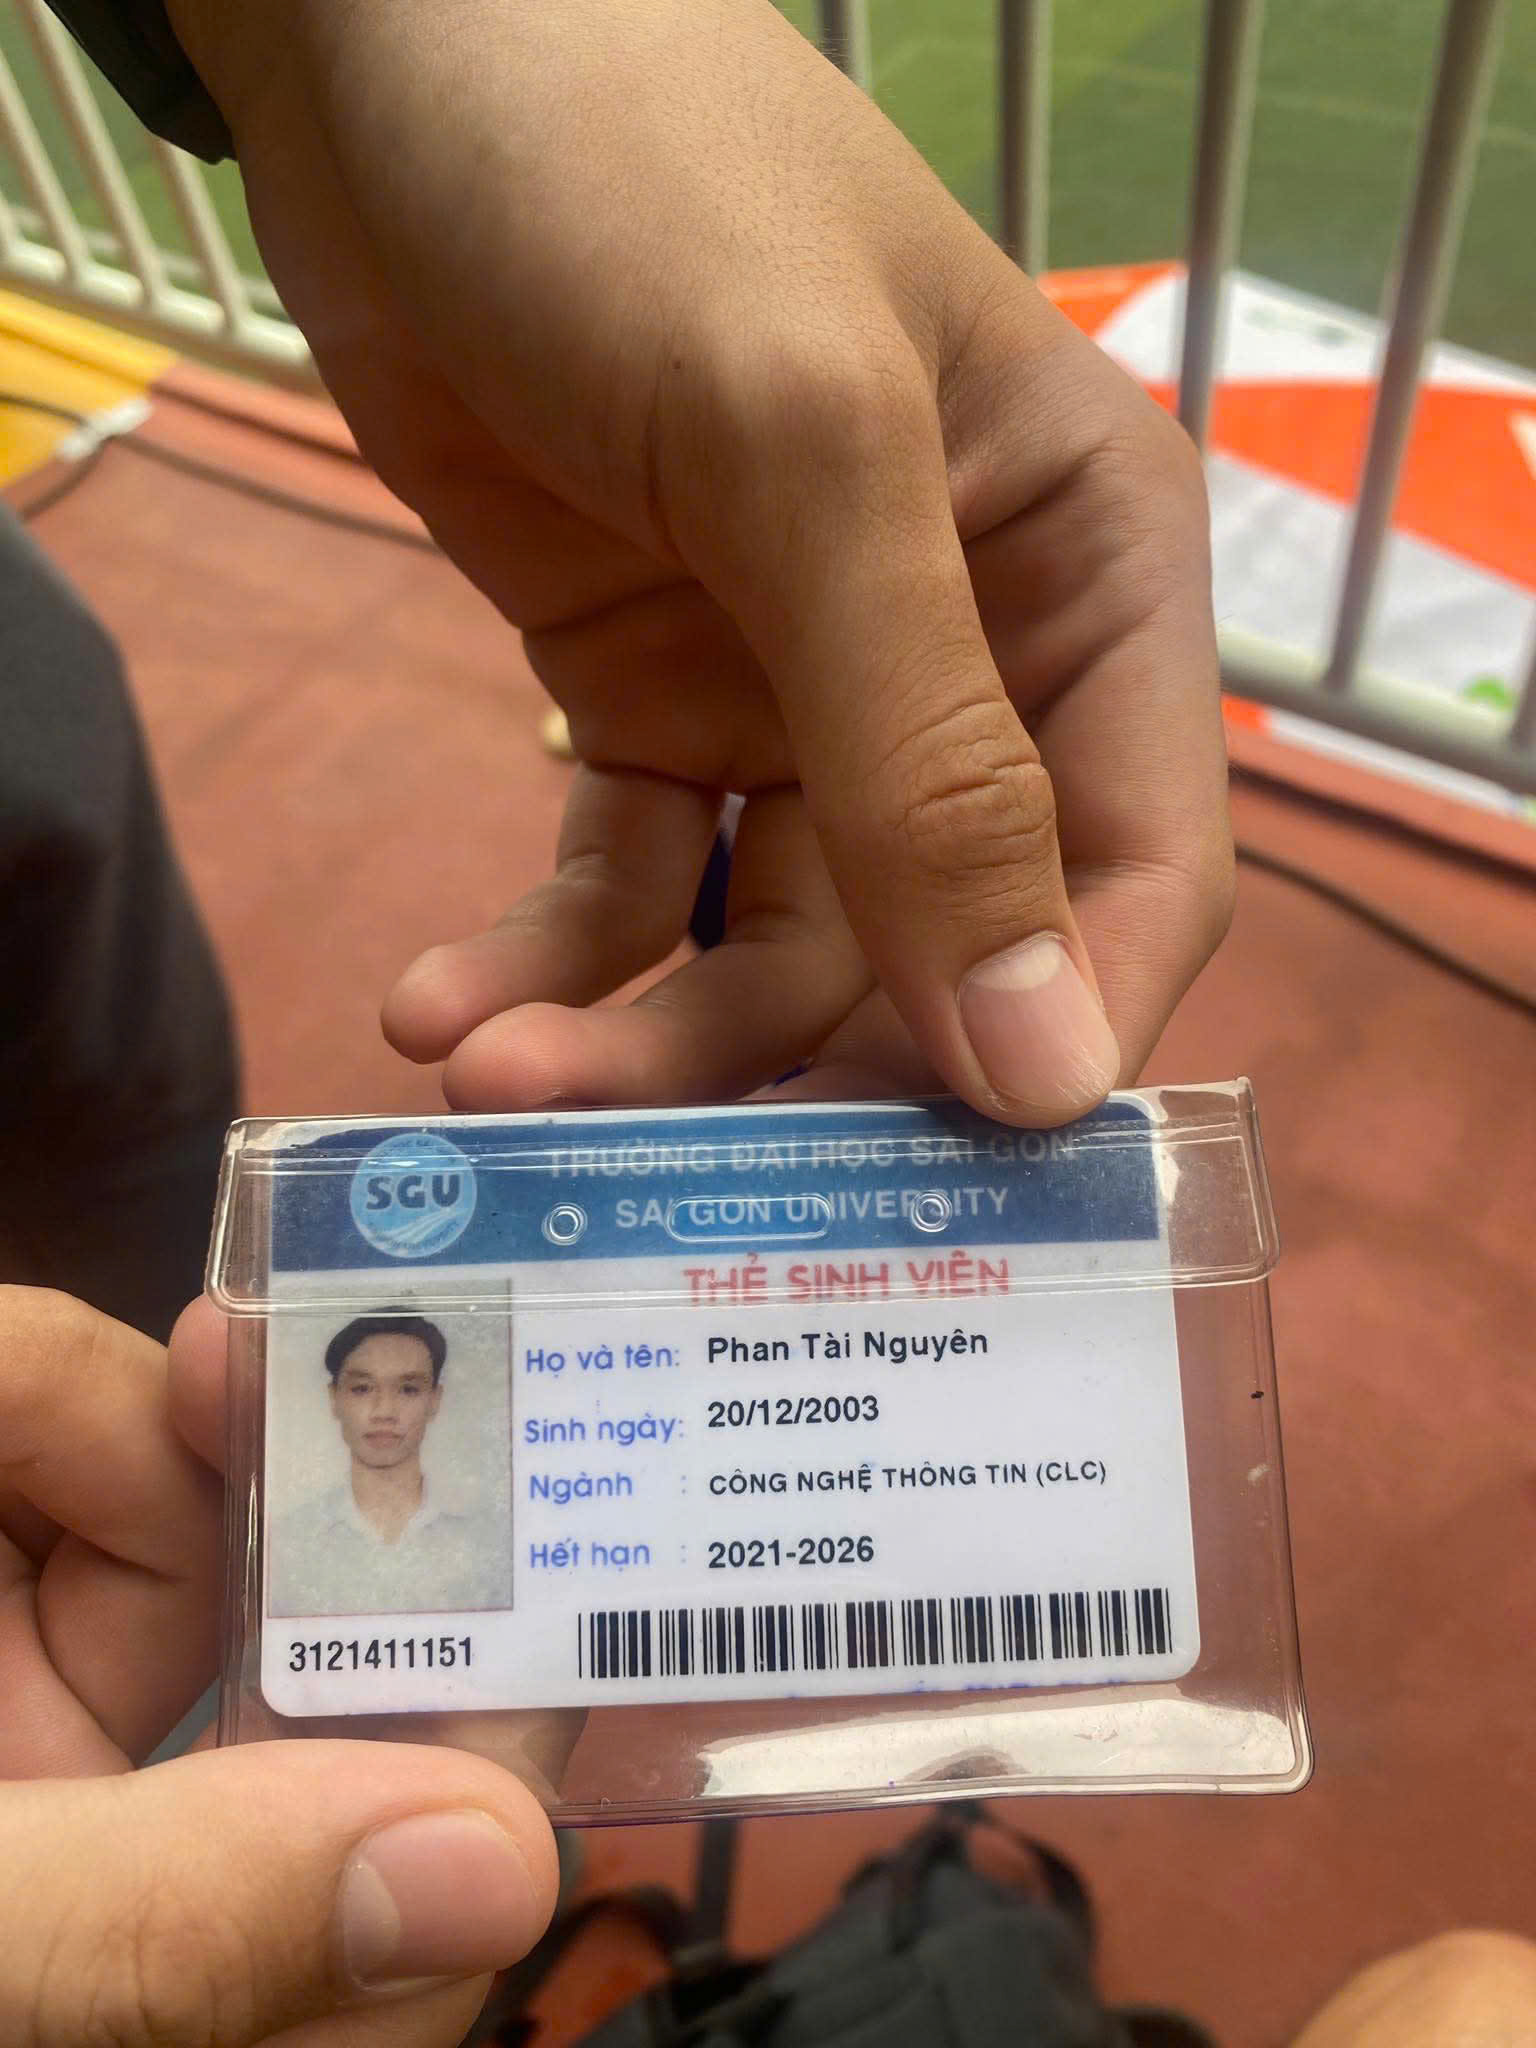 SGU
TRƯỜNG ĐẠI HỌC SÀI GÒN
SAI GON UNIVERSITY
THẺ SINH VIÊN
Họ và tên: Phan Tài Nguyên
Sinh ngày: 20/12/2003
Ngành : CÔNG NGHỆ THÔNG TIN (CLC)
Hết hạn : 2021-2026
3121411151